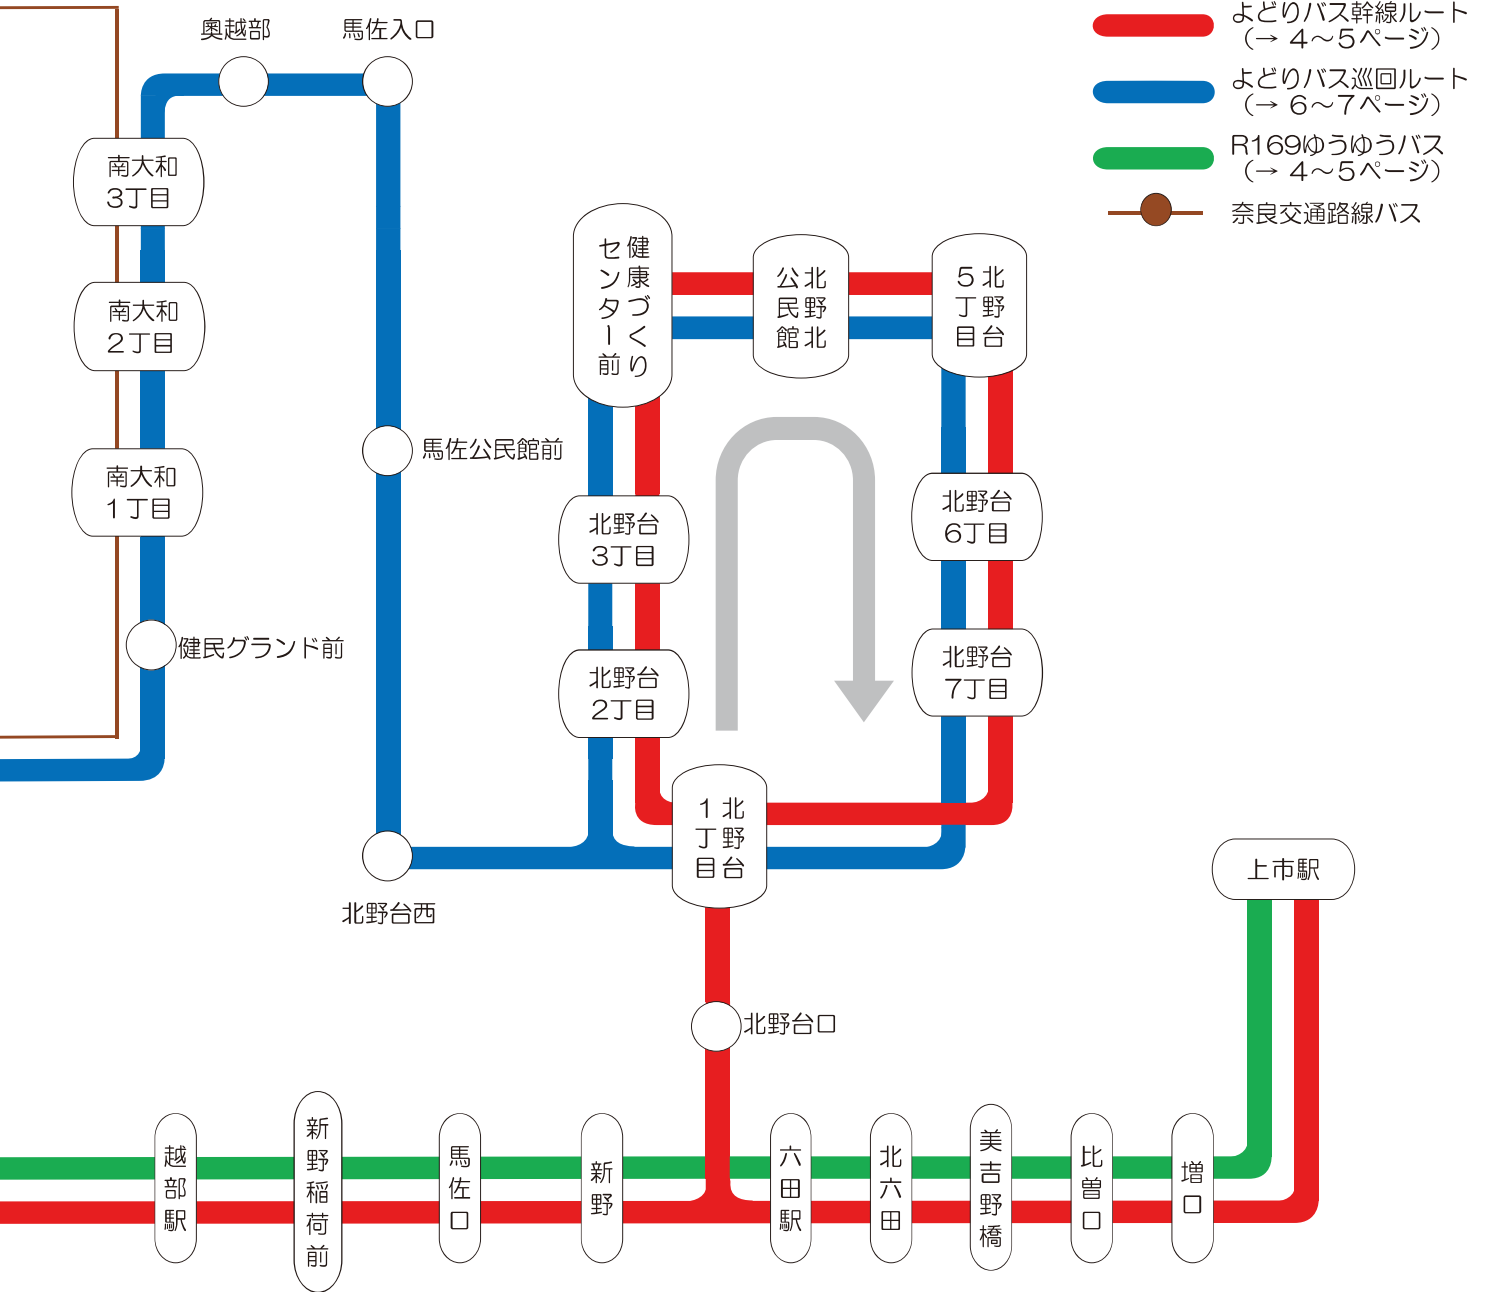 よどりバス幹線ルート
（→ 4～5ページ）
よどりバス巡回ルート
（→ 6～7ページ）
R169ゆうゆうバス
（→ 4～5ページ）
奈良交通路線バス
奥越部
馬佐入口
南大和
3丁目
南大和
2丁目
南大和
1丁目
健民グランド前
馬佐公民館前
北野台西
健康づくり
センター前
北野北
公民館
北野台
5丁目
北野台
3丁目
北野台
2丁目
北野台
6丁目
北野台
7丁目
北野台
1丁目
北野台口
上市駅
越部駅
新野稲荷前
馬佐口
新野
六田駅
北六田
美吉野橋
比曽口
増口